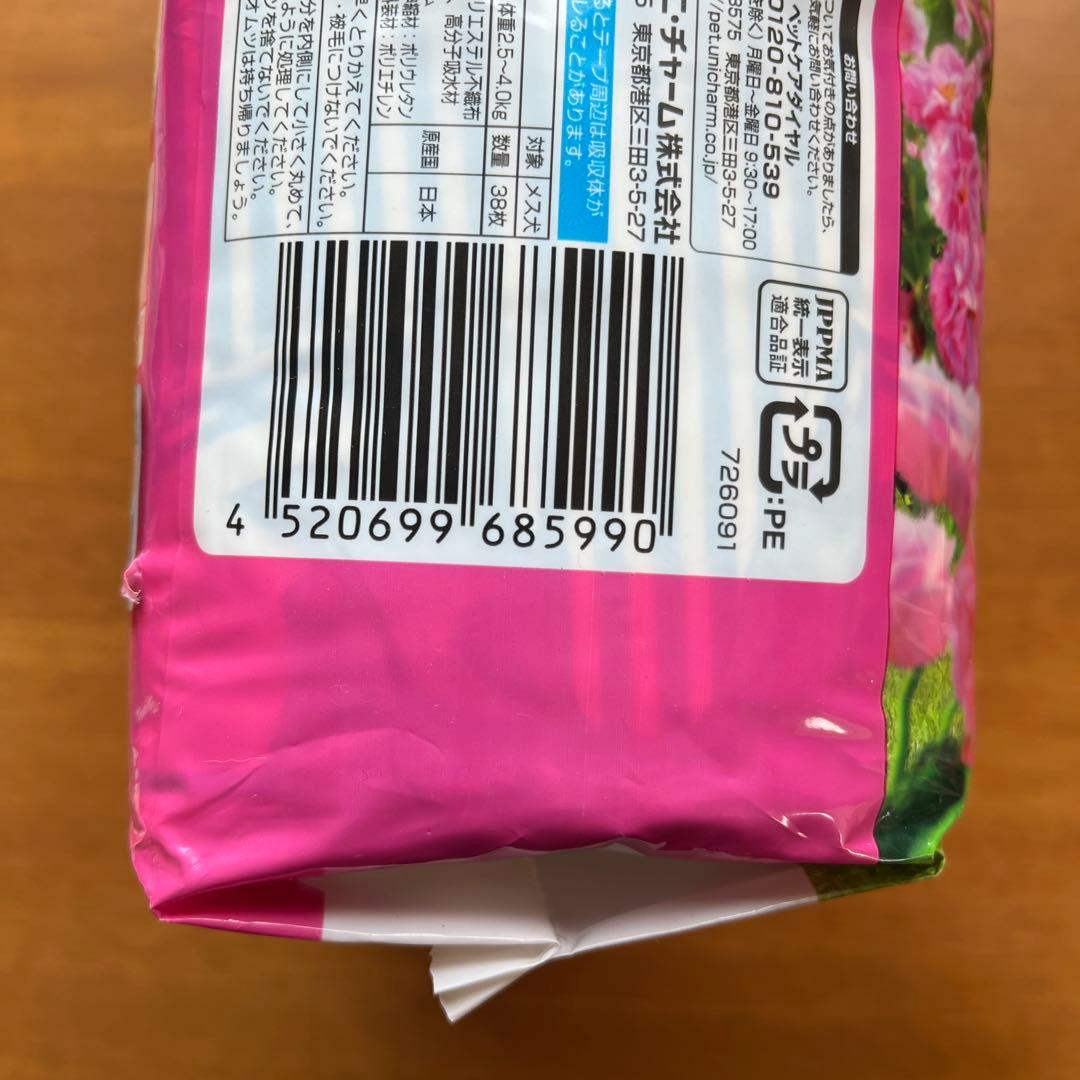 お問い合わせ
ついてお気付きの点がありましたら、
気軽にお問い合わせください。
ペットケアダイヤル
0120-810-539
を除く) 月曜日~金曜日 9:30~17:00
3575 東京都港区三田3-5-27
//pet.unicharm.co.jp/
ニ・チャーム株式会社
5 東京都港区三田3-5-27
るとテープ周辺は吸収体が
じることがあります。
対象 メス犬
体重2.5~4.0kg 数量 38枚
リエステル不織布
高分子吸水材
原産国 日本
材:ポリウレタン
装材:ポリエチレン
とりかえてください。
・被毛につけないでください。
分を内側にして小さく丸めて、
ように処理してください。
ツを捨てないでください。
オムツは持ち帰りましょう。
JPPMA
統一表示
適合品証
プラ
:PE
726091
4 520699 685990